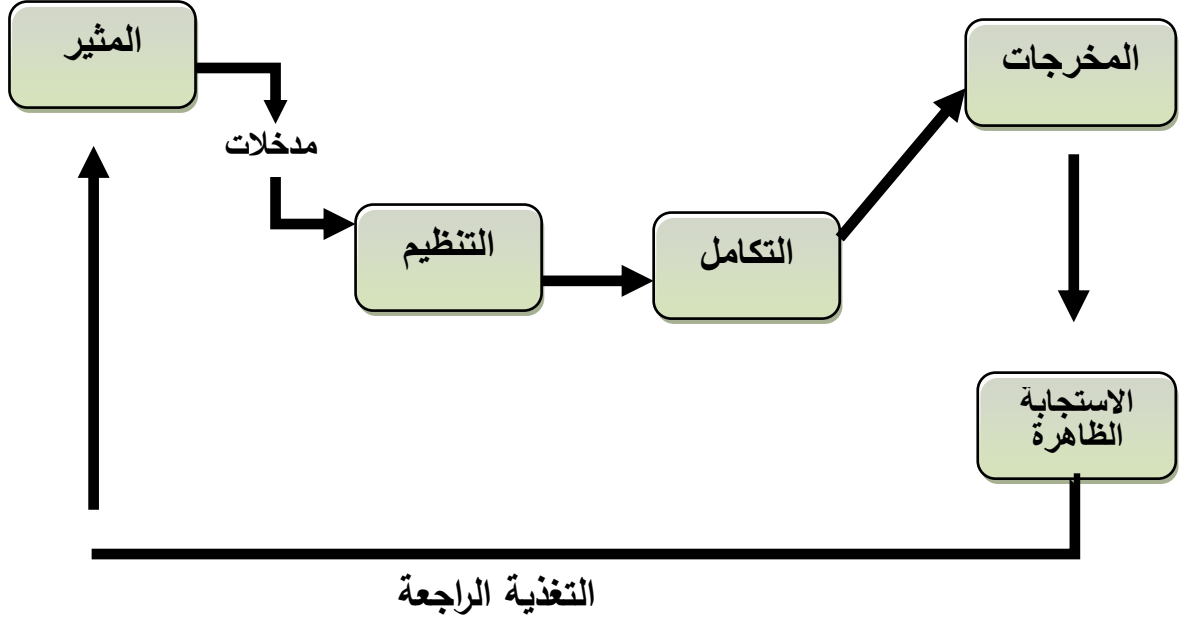 المثير
المخرجات
مدخلات
التنظيم
التكامل
الاستجابة
الظاهرة
التغذية الراجعة